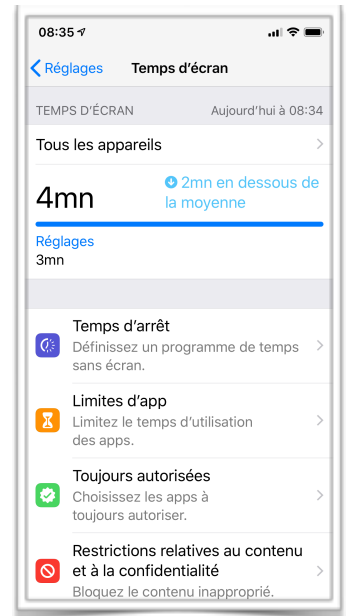 08:35
Réglages
Temps d’écran
TEMPS D’ÉCRAN
Aujourd’hui à 08:34
Tous les appareils
4mn
2mn en dessous de
la moyenne
Réglages
3mn
Temps d’arrêt
Définissez un programme de temps
sans écran.
Limites d’app
Limitez le temps d’utilisation
des apps.
Toujours autorisées
Choisissez les apps à
toujours autoriser.
Restrictions relatives au contenu
et à la confidentialité
Bloquez le contenu inapproprié.